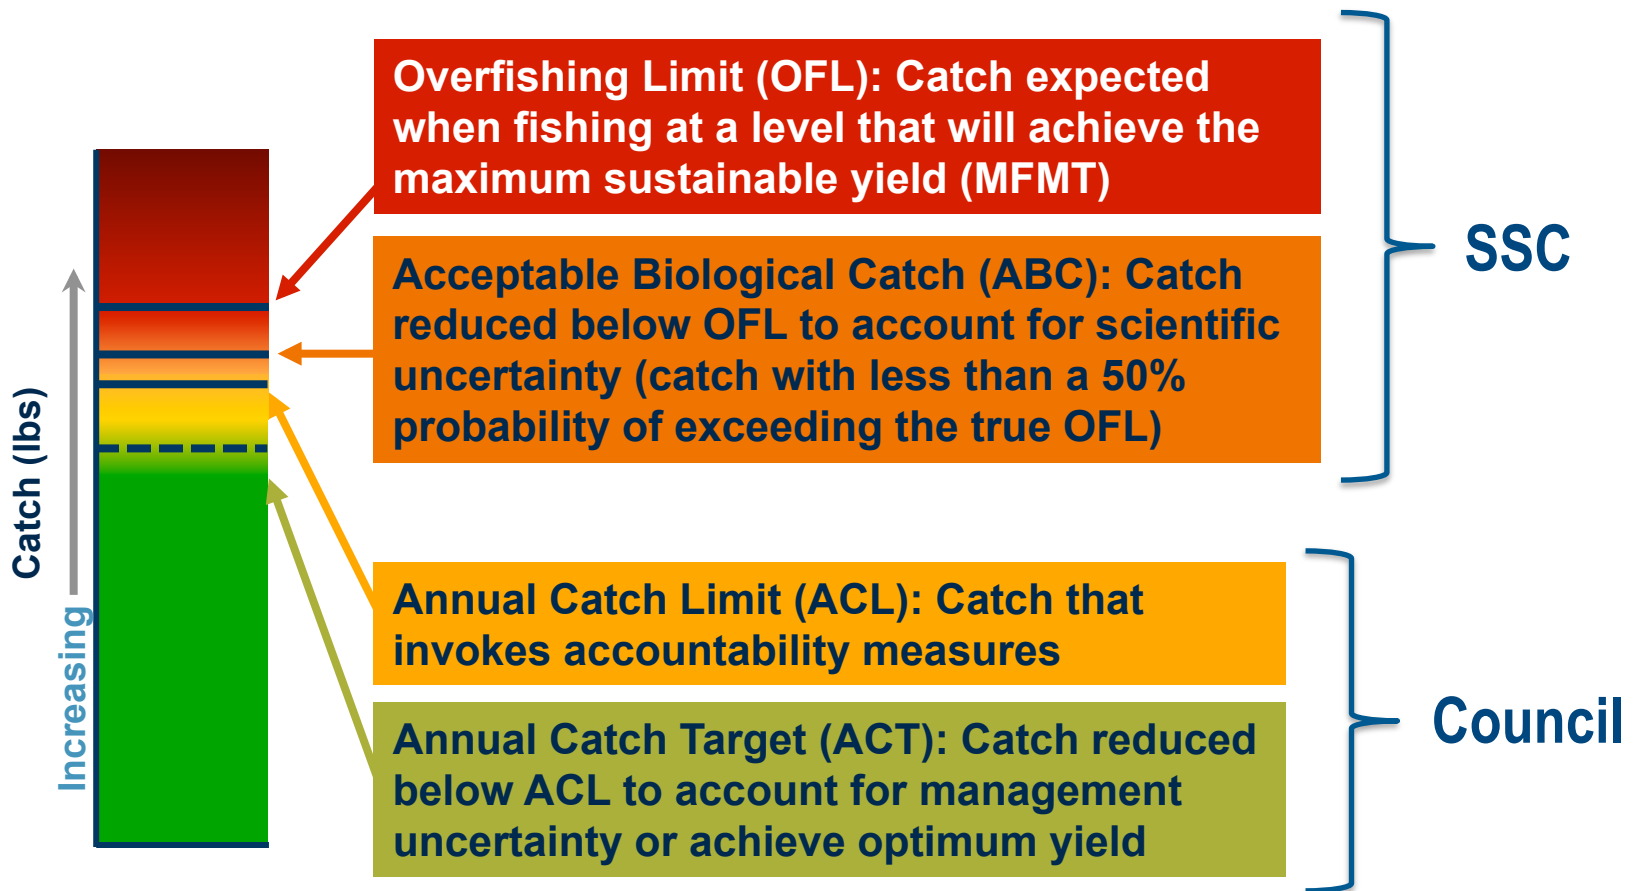 Overfishing Limit (OFL): Catch expected
when fishing at a level that will achieve the
maximum sustainable yield (MFMT)
Acceptable Biological Catch (ABC): Catch
reduced below OFL to account for scientific
uncertainty (catch with less than a 50%
probability of exceeding the true OFL)
SSC
Annual Catch Limit (ACL): Catch that
invokes accountability measures
Annual Catch Target (ACT): Catch reduced
below ACL to account for management
uncertainty or achieve optimum yield
Council
Catch (lbs)
Increasing